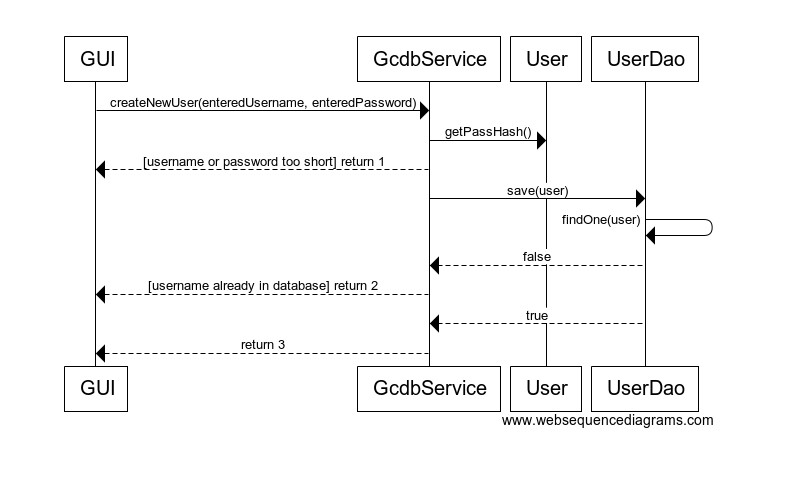 GUI
GcdbService
User
UserDao
createNewUser(enteredUsername, enteredPassword)
getPassHash()
[username or password too short] return 1
save(user)
findOne(user)
false
[username already in database] return 2
true
return 3
GUI
GcdbService
User
UserDao
www.websequencediagrams.com